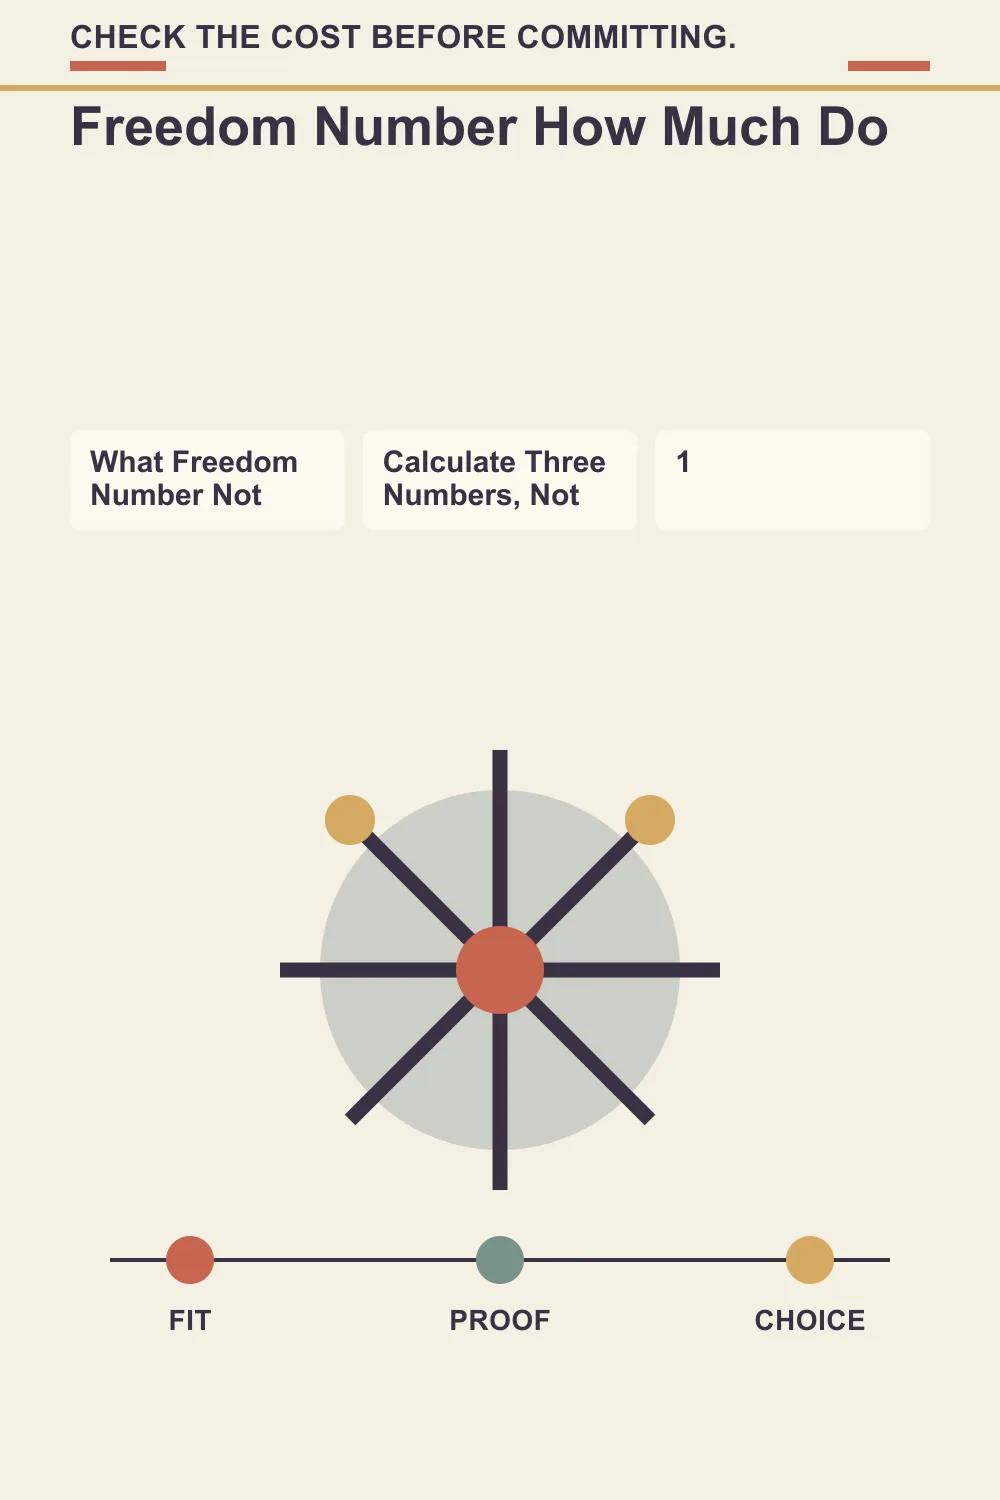 CHECK THE COST BEFORE COMMITTING.
Freedom Number How Much Do
What Freedom
Number Not
Calculate Three
Numbers, Not
1
FIT
PROOF
CHOICE